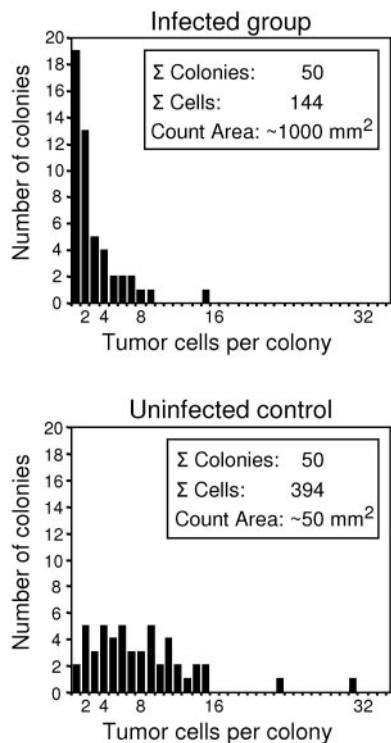 Infected group
Number of colonies
20
18
16
14
12
10
8
6
4
2
0
Σ Colonies: 50
Σ Cells: 144
Count Area: ~1000 mm²
2 4 8 16 32
Tumor cells per colony
Uninfected control
Number of colonies
20
18
16
14
12
10
8
6
4
2
0
Σ Colonies: 50
Σ Cells: 394
Count Area: ~50 mm²
2 4 8 16 32
Tumor cells per colony